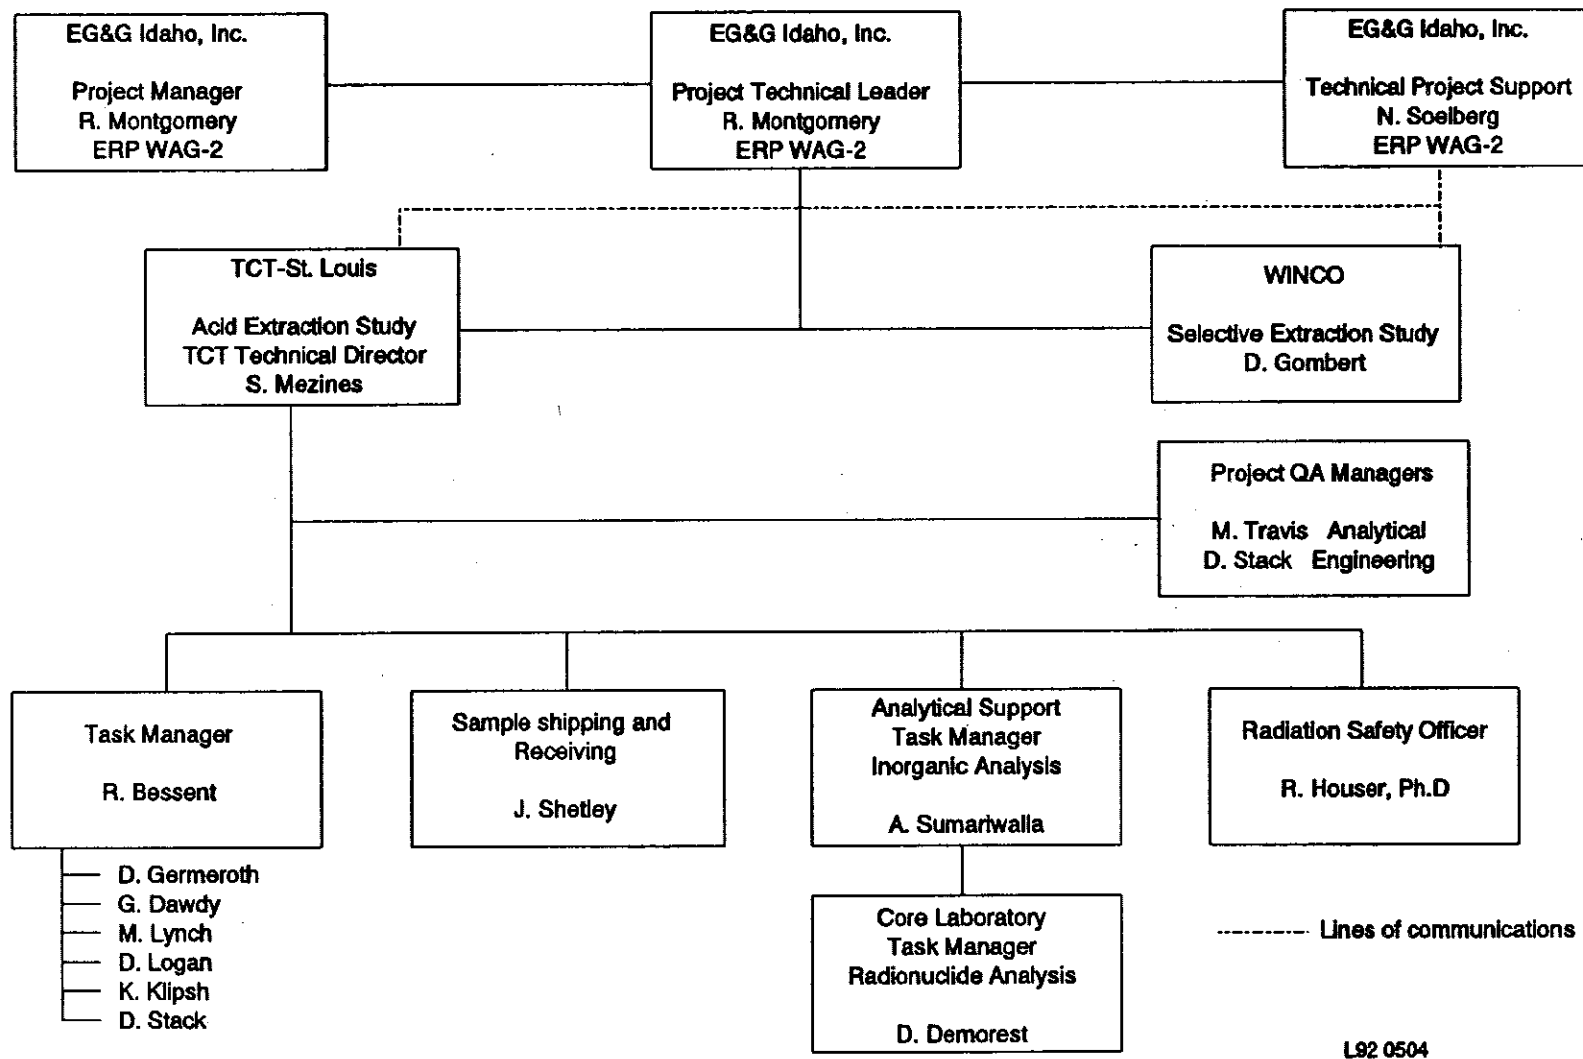 EG&G Idaho, Inc.
Project Manager
R. Montgomery
ERP WAG-2
EG&G Idaho, Inc.
Project Technical Leader
R. Montgomery
ERP WAG-2
EG&G Idaho, Inc.
Technical Project Support
N. Soelberg
ERP WAG-2
TCT-St. Louis
Acid Extraction Study
TCT Technical Director
S. Mezines
WINCO
Selective Extraction Study
D. Gombert
Project QA Managers
M. Travis Analytical
D. Stack Engineering
Task Manager
R. Bessent
D. Germeroth
G. Dawdy
M. Lynch
D. Logan
K. Klipsh
D. Stack
Sample shipping and
Receiving
J. Shetley
Analytical Support
Task Manager
Inorganic Analysis
A. Sumariwalla
Core Laboratory
Task Manager
Radionuclide Analysis
D. Demorest
Radiation Safety Officer
R. Houser, Ph.D
Lines of communications
L92 0504